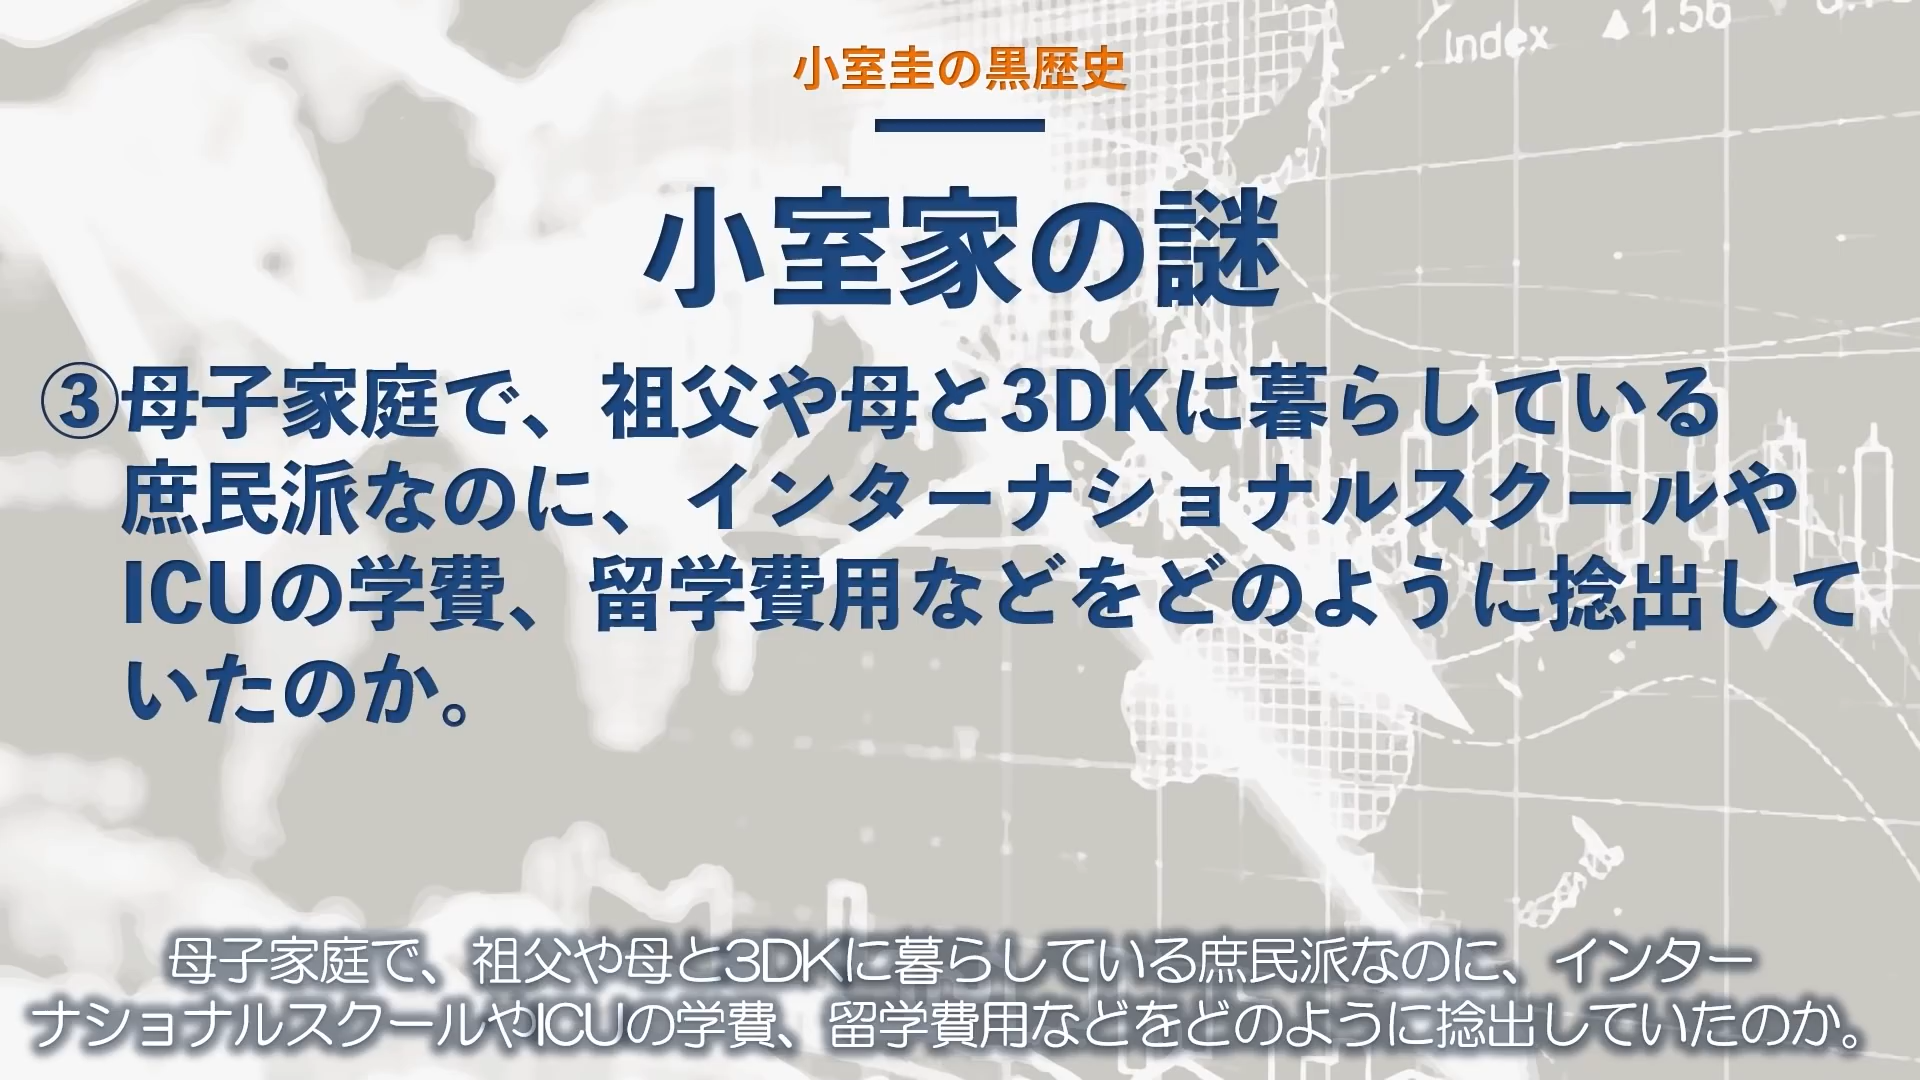 Index ▲1.56
小室圭の黒歴史
小室家の謎
③母子家庭で、祖父や母と3DKに暮らしている
庶民派なのに、インターナショナルスクールや
ICUの学費、留学費用などをどのように捻出して
いたのか。
母子家庭で、祖父や母と3DKに暮らしている庶民派なのに、インター
ナショナルスクールやICUの学費、留学費用などをどのように捻出していたのか。